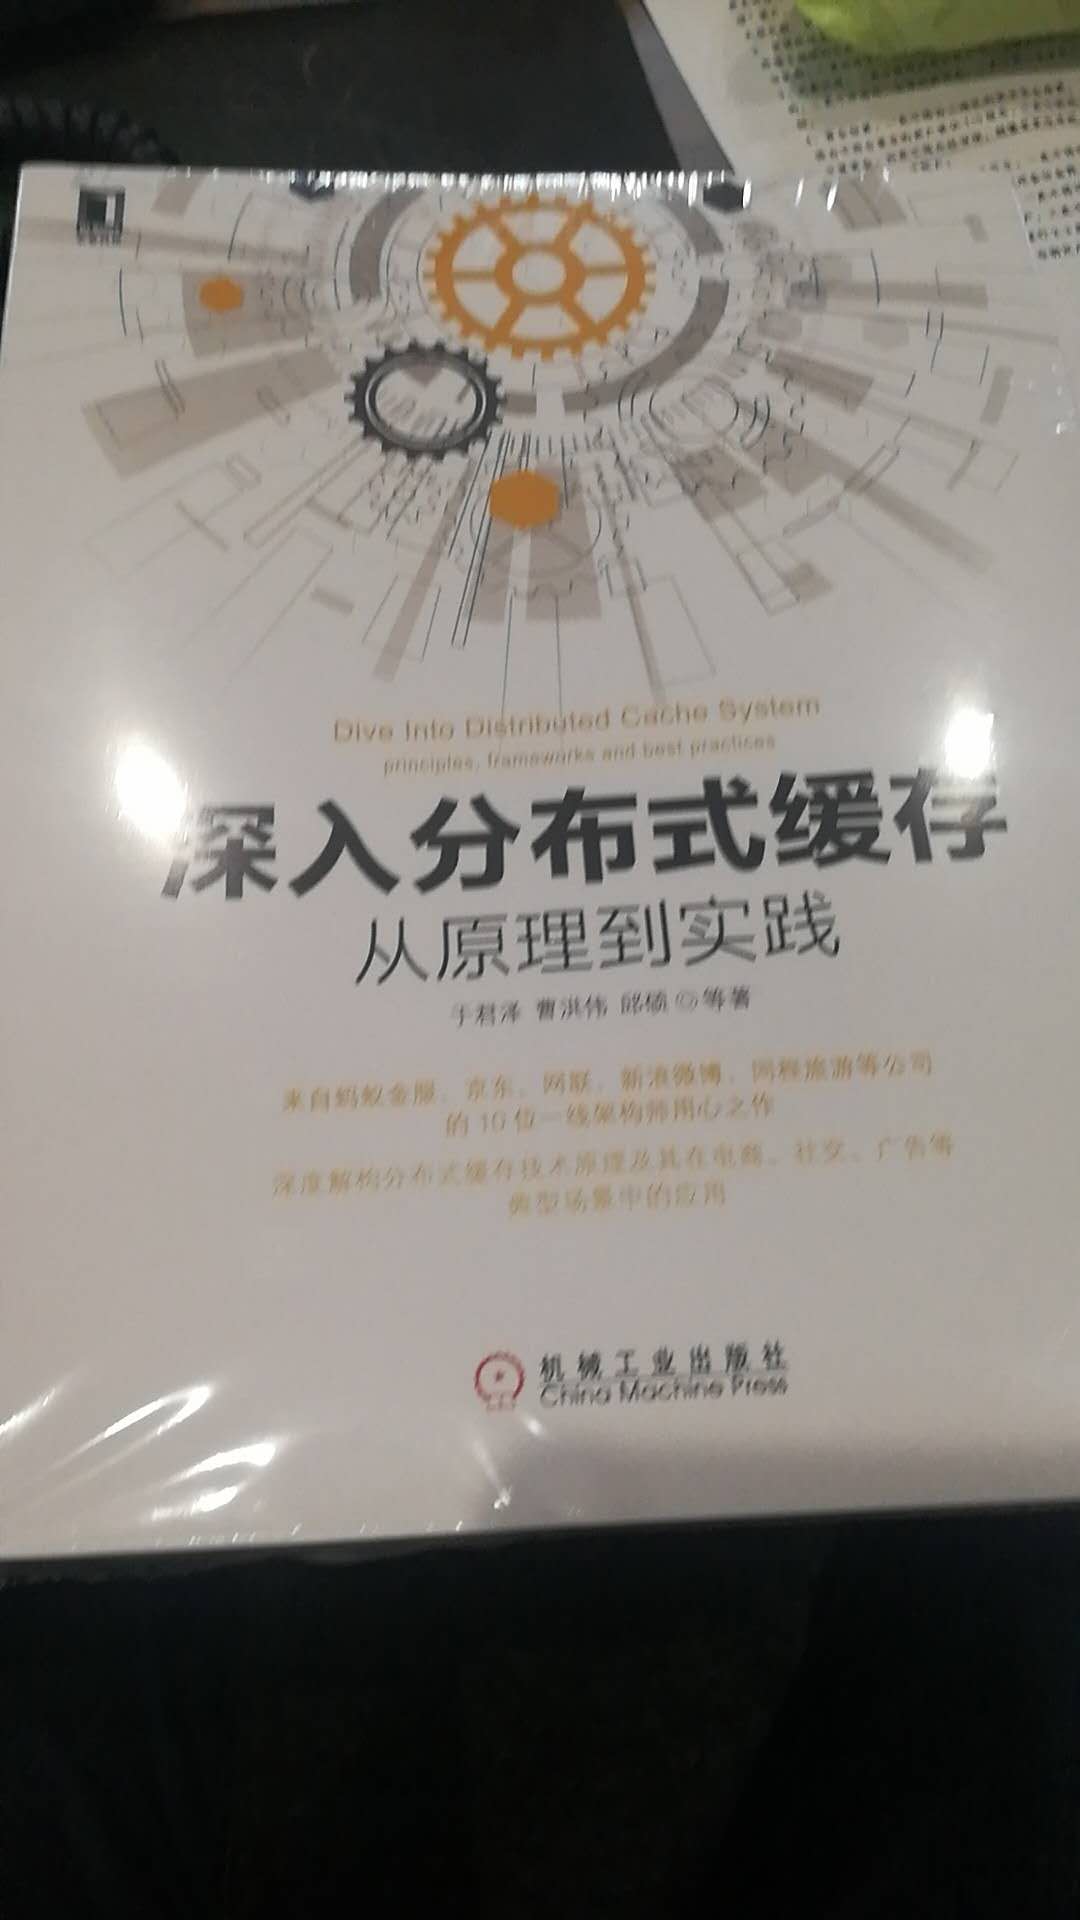 Dive Into Distributed Cache System
principles, frameworks and best practices
深入分布式缓存
从原理到实践
于君泽 曹洪伟 邱硕 ◎ 等著
来自蚂蚁金服、京东、网联、新浪微博、同程旅游等公司
的10位一线架构师用心之作
深度解构分布式缓存技术原理及其在电商、社交、广告等
典型场景中的应用
机械工业出版社
China Machine Press